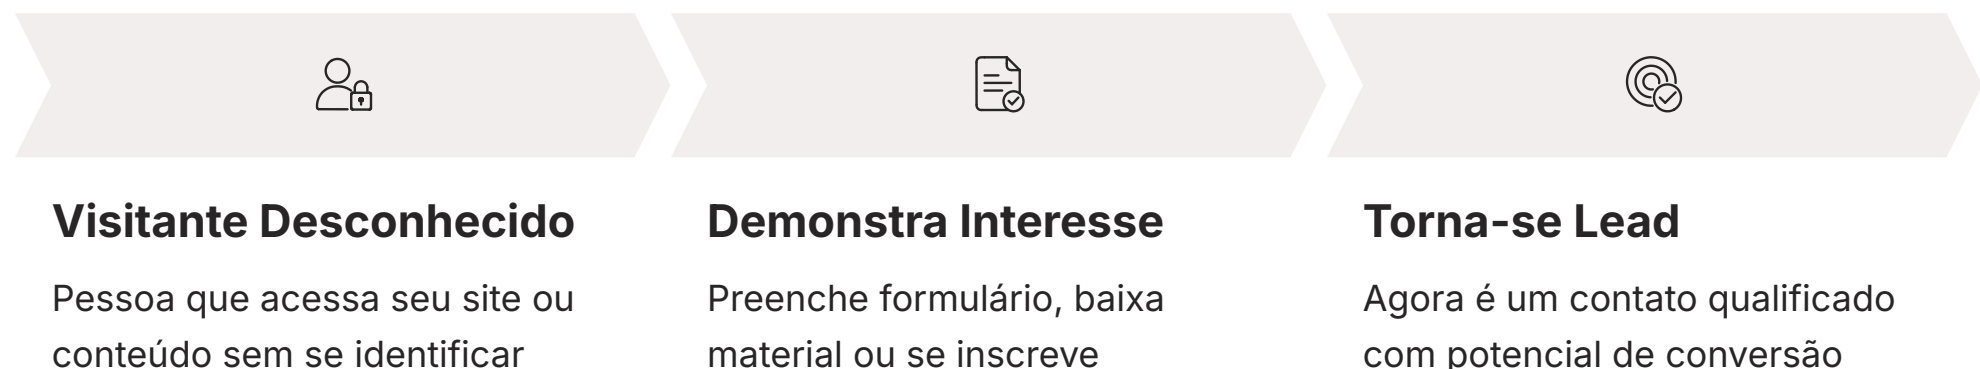 Visitante Desconhecido
Pessoa que acessa seu site ou
conteúdo sem se identificar
Demonstra Interesse
Preenche formulário, baixa
material ou se inscreve
Torna-se Lead
Agora é um contato qualificado
com potencial de conversão